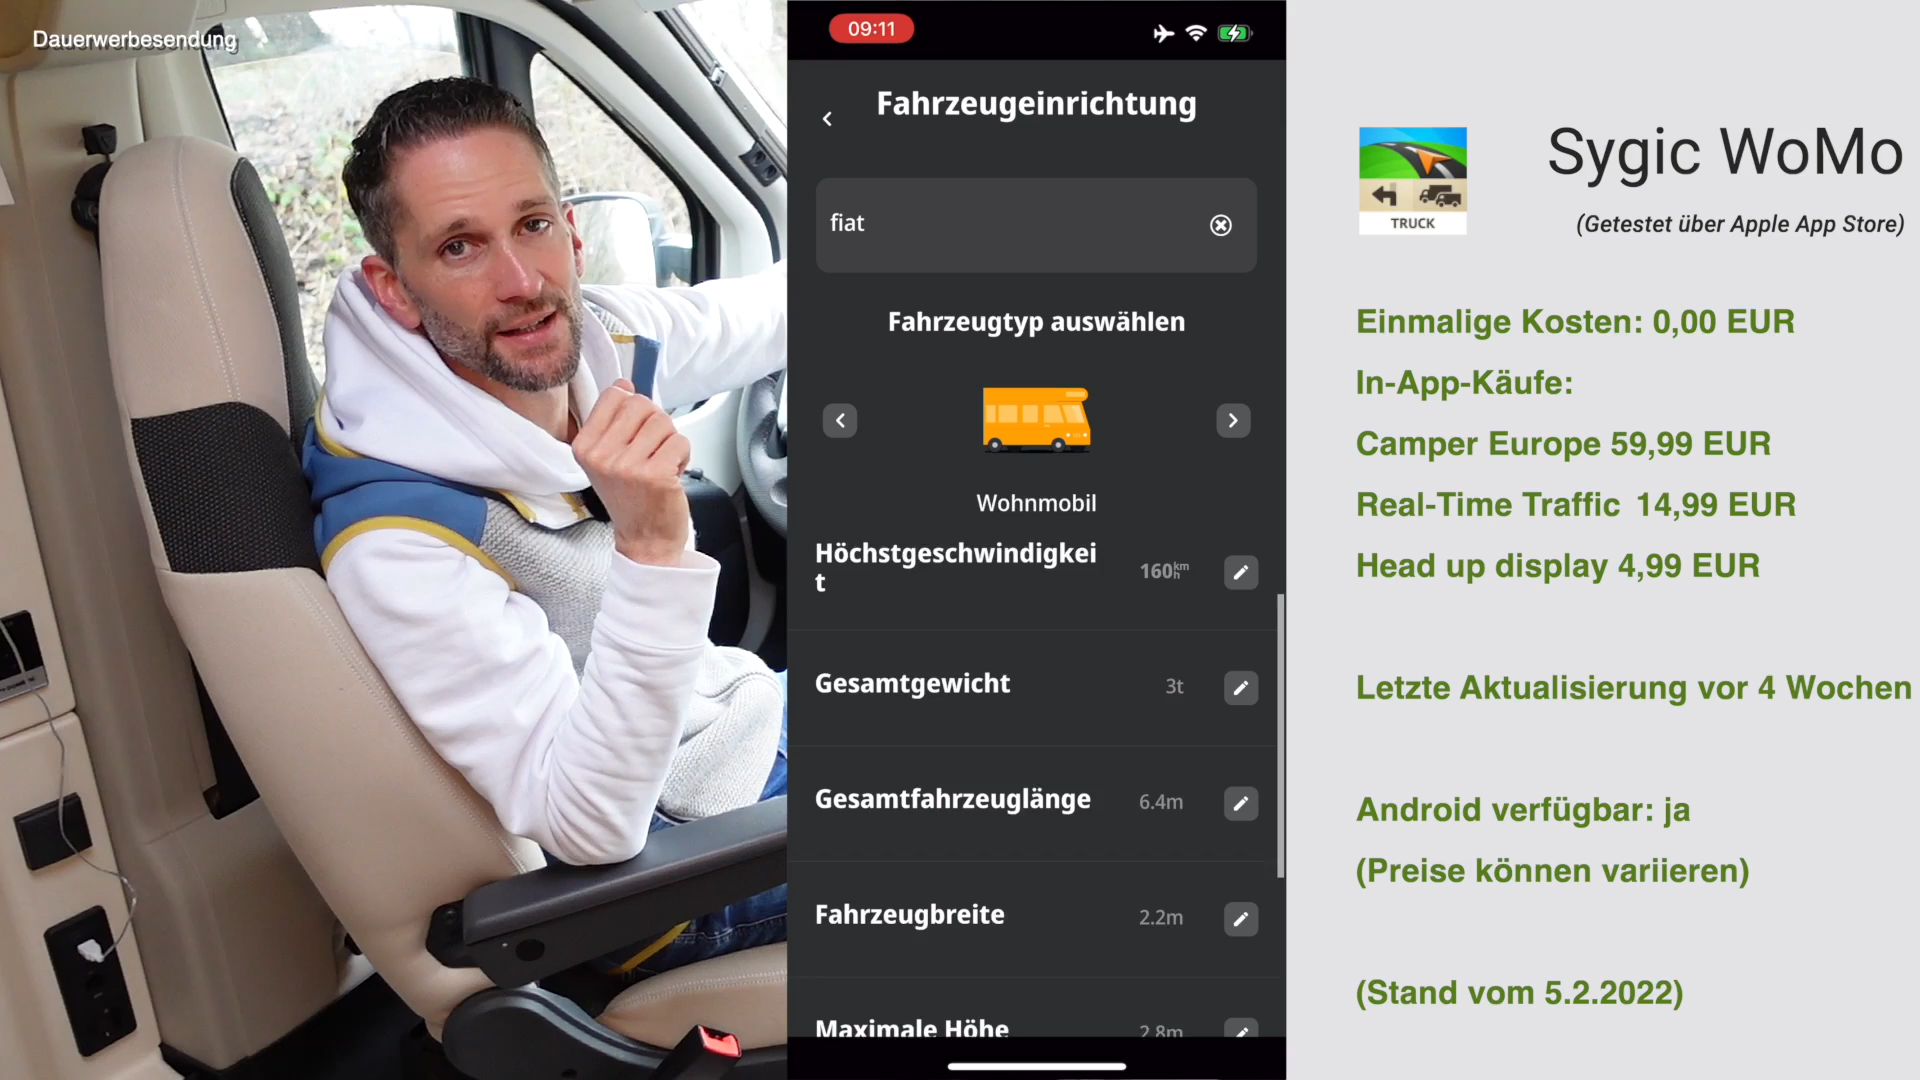 Dauerwerbesendung
09:11
Fahrzeugeinrichtung
fiat
Fahrzeugtyp auswählen
Wohnmobil
Höchstgeschwindigkei
t
160 km/h
Gesamtgewicht
3t
Gesamtfahrzeuglänge
6.4m
Fahrzeugbreite
2.2m
Maximale Höhe
2.8m
TRUCK
Sygic WoMo
(Getestet über Apple App Store)
Einmalige Kosten: 0,00 EUR
In-App-Käufe:
Camper Europe 59,99 EUR
Real-Time Traffic 14,99 EUR
Head up display 4,99 EUR
Letzte Aktualisierung vor 4 Wochen
Android verfügbar: ja
(Preise können variieren)
(Stand vom 5.2.2022)